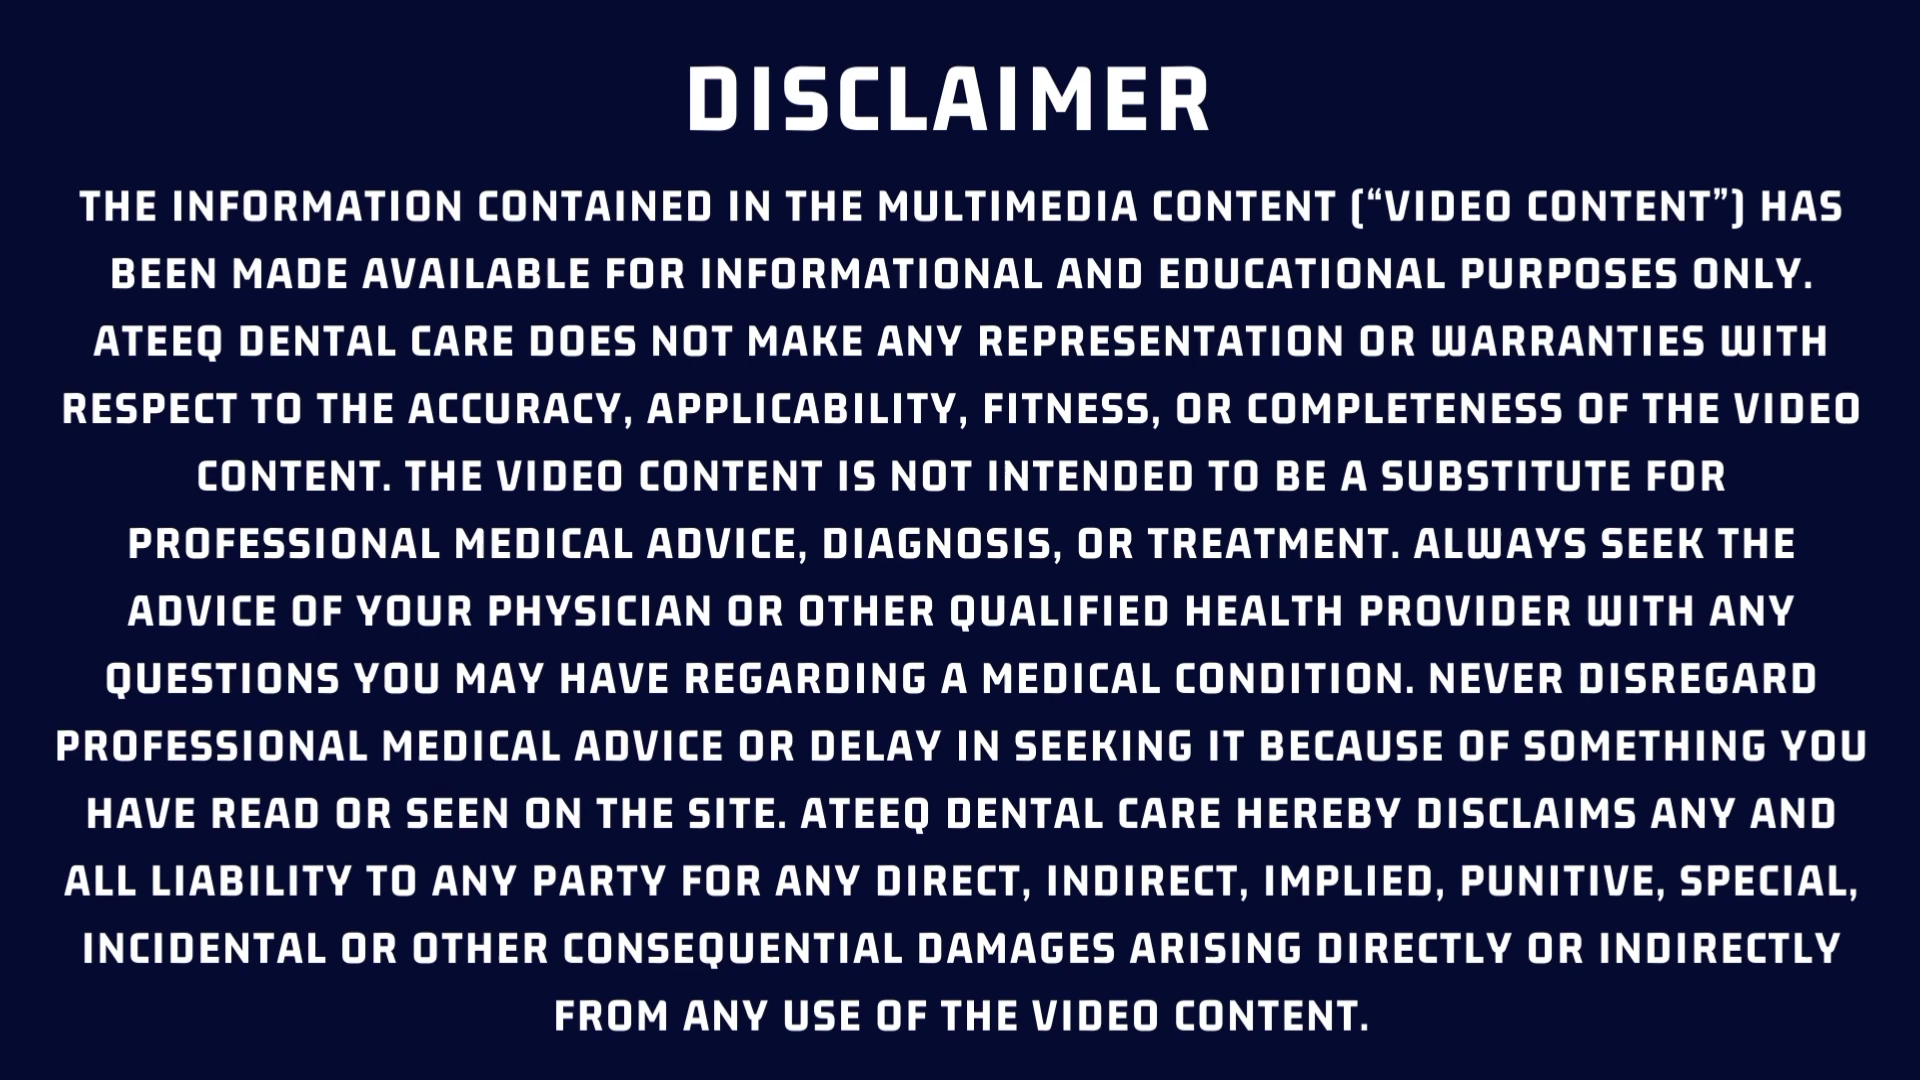 DISCLAIMER
THE INFORMATION CONTAINED IN THE MULTIMEDIA CONTENT (“VIDEO CONTENT”) HAS
BEEN MADE AVAILABLE FOR INFORMATIONAL AND EDUCATIONAL PURPOSES ONLY.
ATEEQ DENTAL CARE DOES NOT MAKE ANY REPRESENTATION OR WARRANTIES WITH
RESPECT TO THE ACCURACY, APPLICABILITY, FITNESS, OR COMPLETENESS OF THE VIDEO
CONTENT. THE VIDEO CONTENT IS NOT INTENDED TO BE A SUBSTITUTE FOR
PROFESSIONAL MEDICAL ADVICE, DIAGNOSIS, OR TREATMENT. ALWAYS SEEK THE
ADVICE OF YOUR PHYSICIAN OR OTHER QUALIFIED HEALTH PROVIDER WITH ANY
QUESTIONS YOU MAY HAVE REGARDING A MEDICAL CONDITION. NEVER DISREGARD
PROFESSIONAL MEDICAL ADVICE OR DELAY IN SEEKING IT BECAUSE OF SOMETHING YOU
HAVE READ OR SEEN ON THE SITE. ATEEQ DENTAL CARE HEREBY DISCLAIMS ANY AND
ALL LIABILITY TO ANY PARTY FOR ANY DIRECT, INDIRECT, IMPLIED, PUNITIVE, SPECIAL,
INCIDENTAL OR OTHER CONSEQUENTIAL DAMAGES ARISING DIRECTLY OR INDIRECTLY
FROM ANY USE OF THE VIDEO CONTENT.